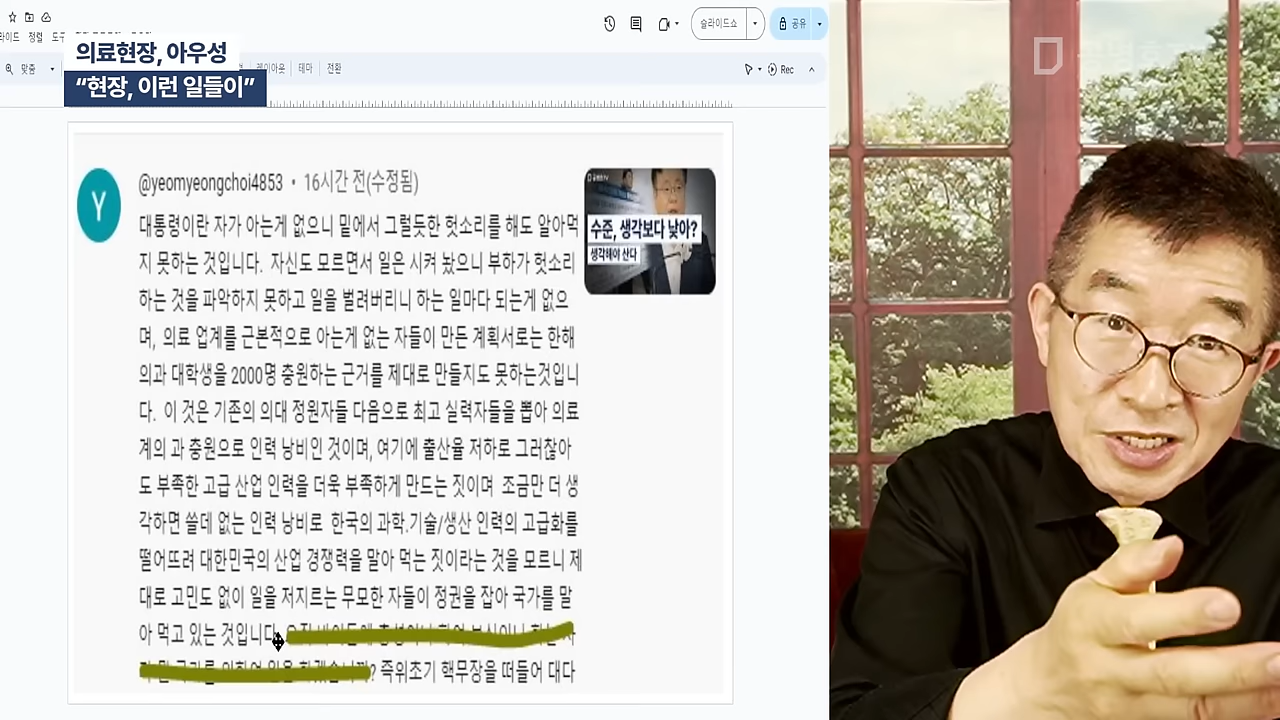 의료현장, 아우성
“현장, 이런 일들이”
슬라이드쇼
공유
맞춤
테마
전환
Rec
Y
@yeomyeongchoi4853 • 16시간 전(수정됨)
대통령이란 자가 아는게 없으니 밑에서 그럴듯한 헛소리를 해도 알아먹
지 못하는 것입니다. 자신도 모르면서 일은 시켜 놨으니 부하가 헛소리
하는 것을 파악하지 못하고 일을 벌려버리니 하는 일마다 되는게 없으
며, 의료 업계를 근본적으로 아는게 없는 자들이 만든 계획서로는 한해
의과 대학생을 2000명 충원하는 근거를 제대로 만들지도 못하는것입니
다. 이 것은 기존의 의대 정원자들 다음으로 최고 실력자들을 뽑아 의료
계의 과 충원으로 인력 낭비인 것이며, 여기에 출산율 저하로 그러찮아
도 부족한 고급 산업 인력을 더욱 부족하게 만드는 짓이며 조금만 더 생
각하면 쓸데 없는 인력 낭비로 한국의 과학.기술/생산 인력의 고급화를
떨어뜨려 대한민국의 산업 경쟁력을 말아 먹는 짓이라는 것을 모르니 제
대로 고민도 없이 일을 저지르는 무모한 자들이 정권을 잡아 국가를 말
아 먹고 있는 것입니다.
? 즉위초기 핵무장을 떠들어 대다
수준, 생각보다 낮아?
생각해야 산다